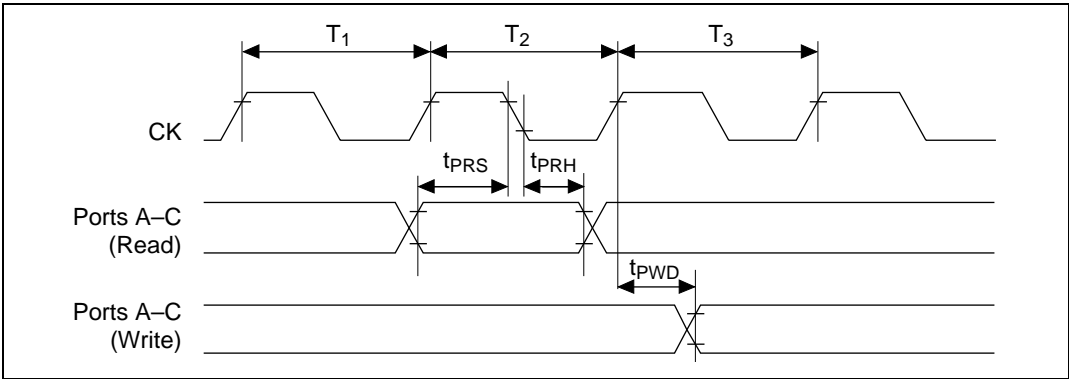 T1 T2 T3
CK
tPRS tPRH
Ports A–C
(Read)
tPWD
Ports A–C
(Write)